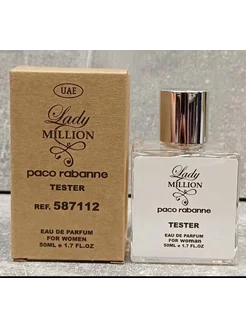 UAE
Lady
MILLION
paco rabanne
TESTER
REF. 587112
EAU DE PARFUM
FOR WOMEN
50ML e 1.7 FL.OZ
Lady
MILLION
paco rabanne
TESTER
EAU DE PARFUM
FOR woman
50ML e 1.7 FL.OZ